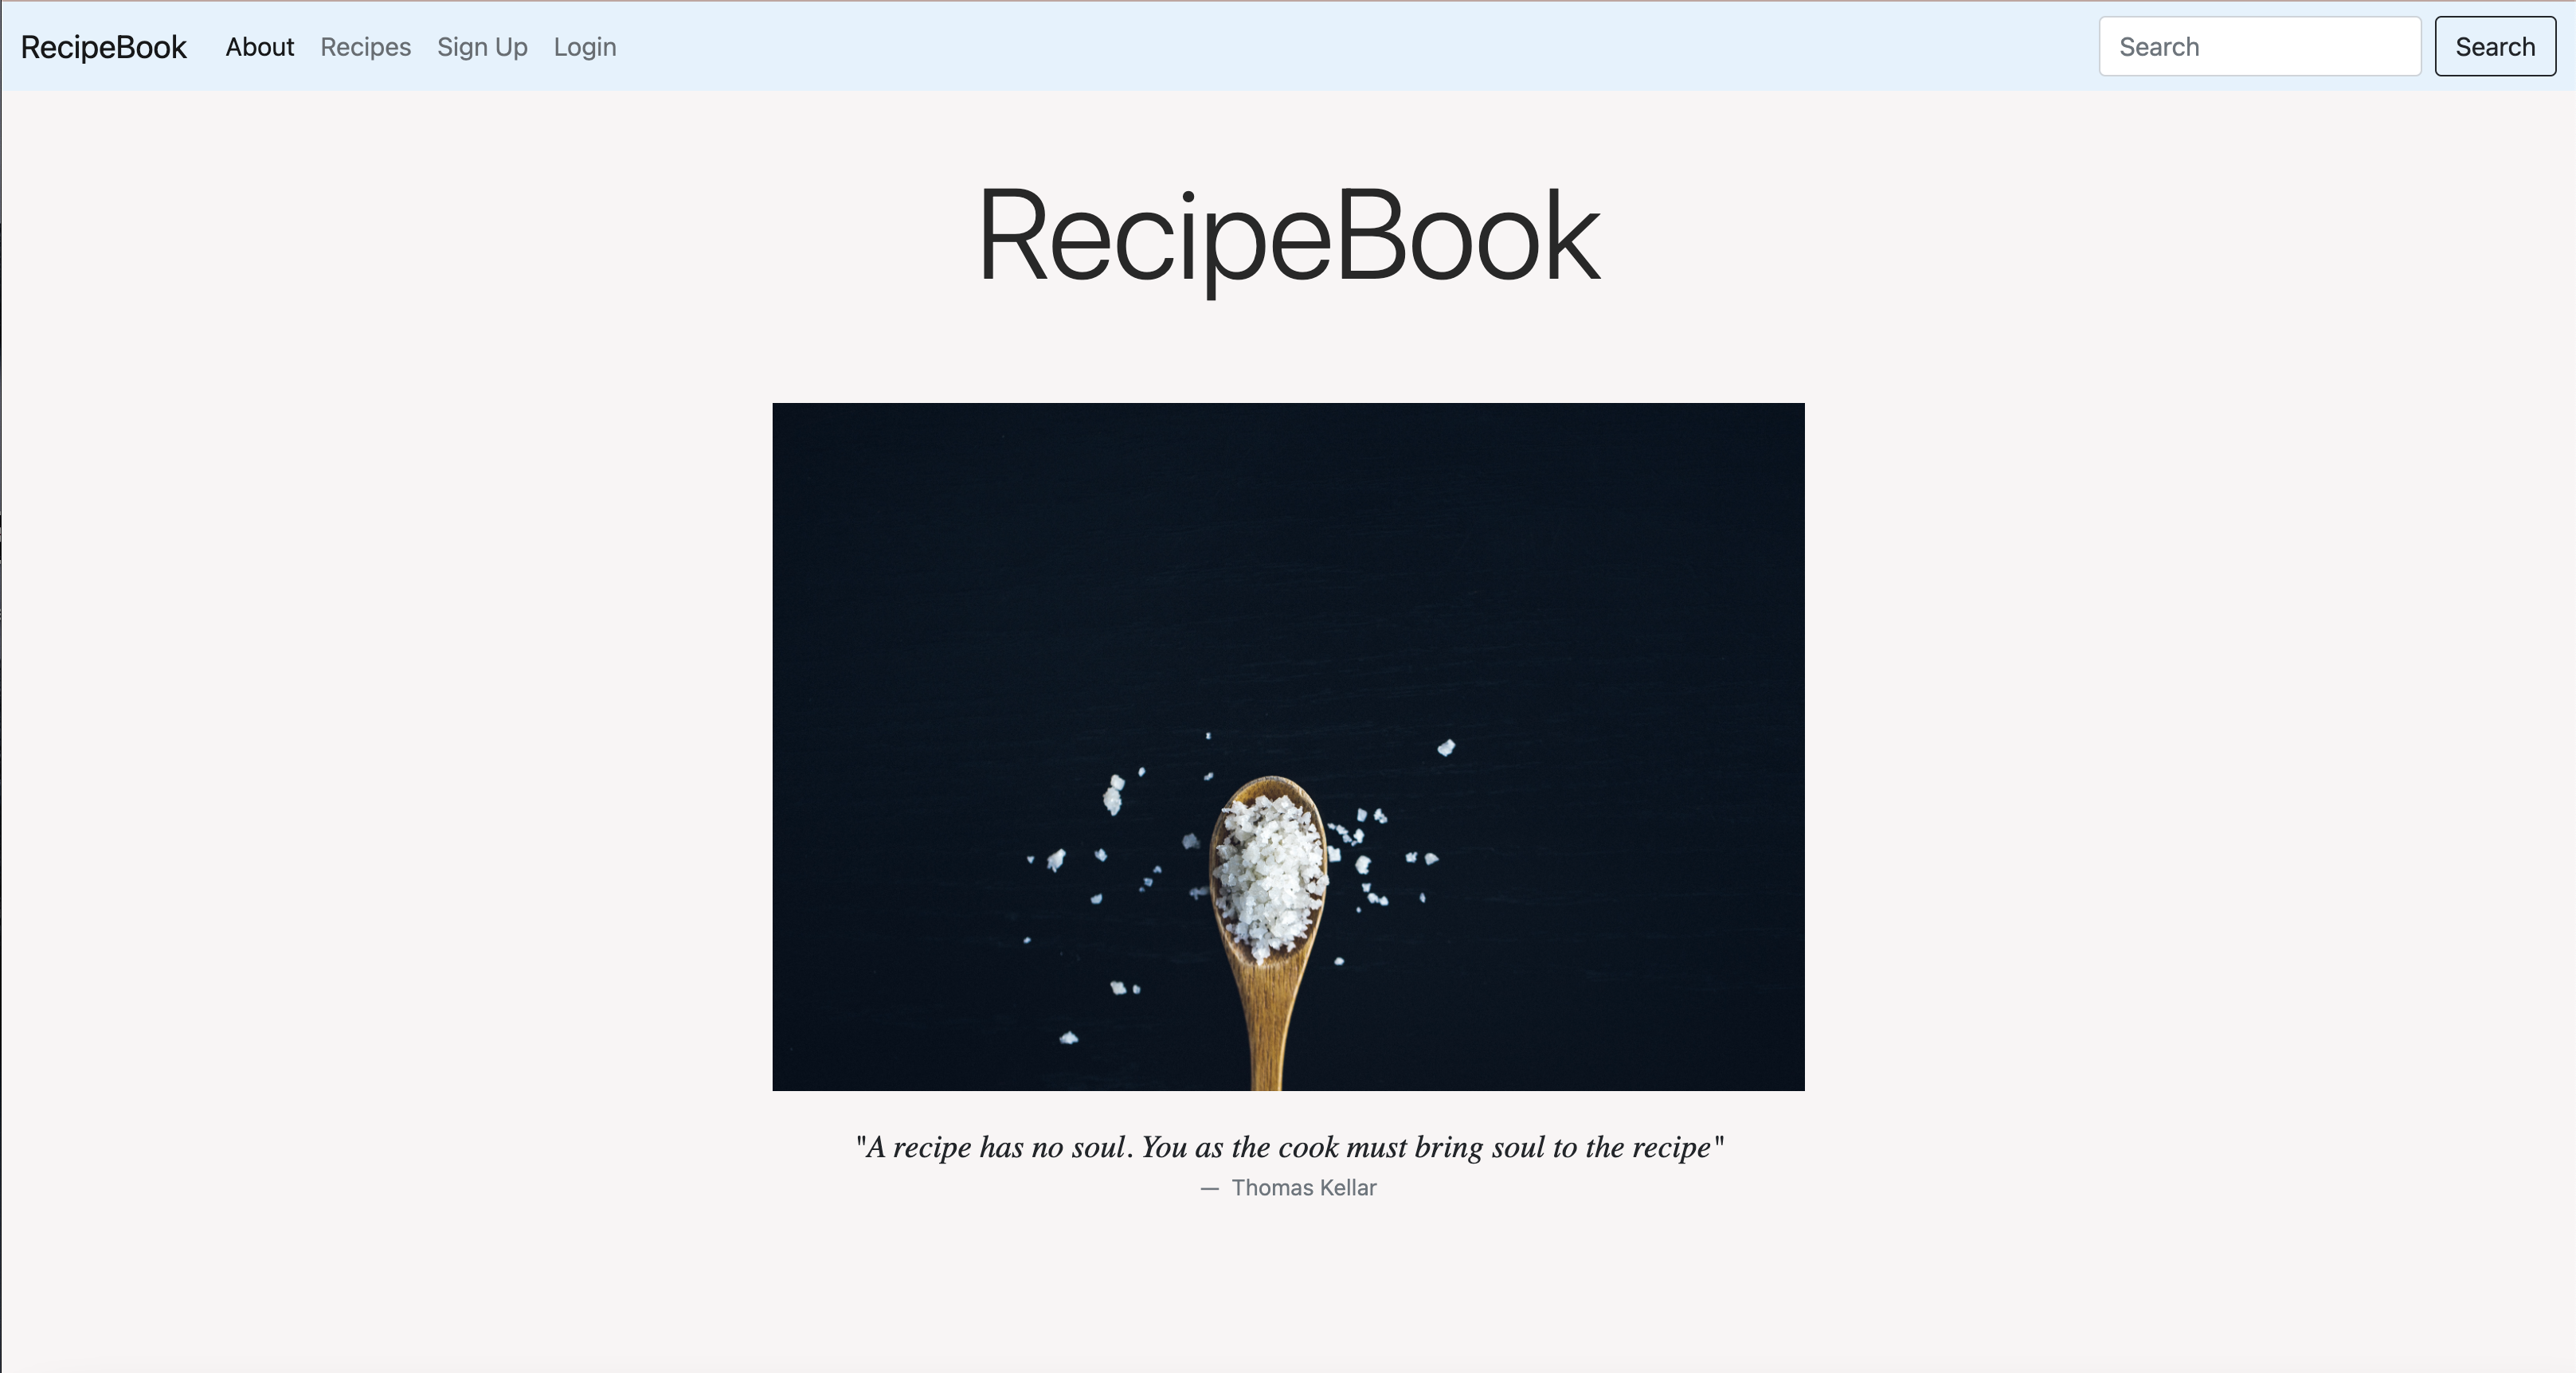 RecipeBook About Recipes Sign Up Login Search Search
RecipeBook
"A recipe has no soul. You as the cook must bring soul to the recipe"
— Thomas Kellar